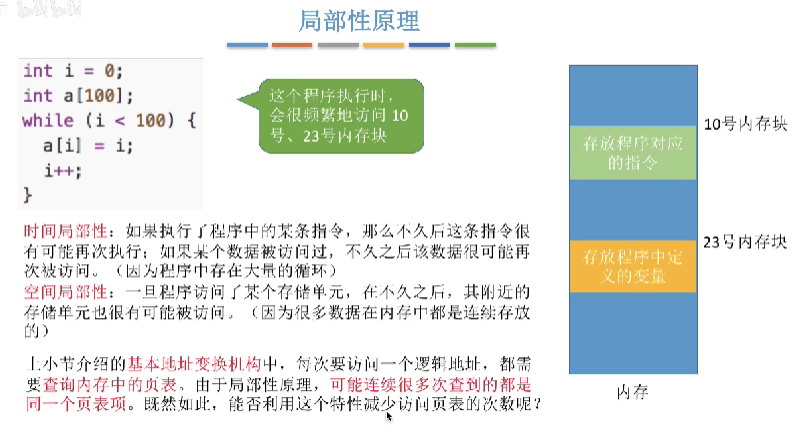 局部性原理
int i = 0;
int a[100];
while (i < 100) {
a[i] = i;
i++;
}
这个程序执行时,
会很频繁地访问 10
号、23号内存块
10号内存块
存放程序对应
的指令
23号内存块
存放程序中定
义的变量
内存
时间局部性：如果执行了程序中的某条指令，那么不久后这条指令很
有可能再次执行；如果某个数据被访问过，不久之后该数据很可能再
次被访问。（因为程序中存在大量的循环）
空间局部性：一旦程序访问了某个存储单元，在不久之后，其附近的
存储单元也很有可能被访问。（因为很多数据在内存中都是连续存放
的）
上小节介绍的基本地址变换机构中，每次要访问一个逻辑地址，都需
要查询内存中的页表。由于局部性原理，可能连续很多次查到的都是
同一个页表项。既然如此，能否利用这个特性减少访问页表的次数呢？